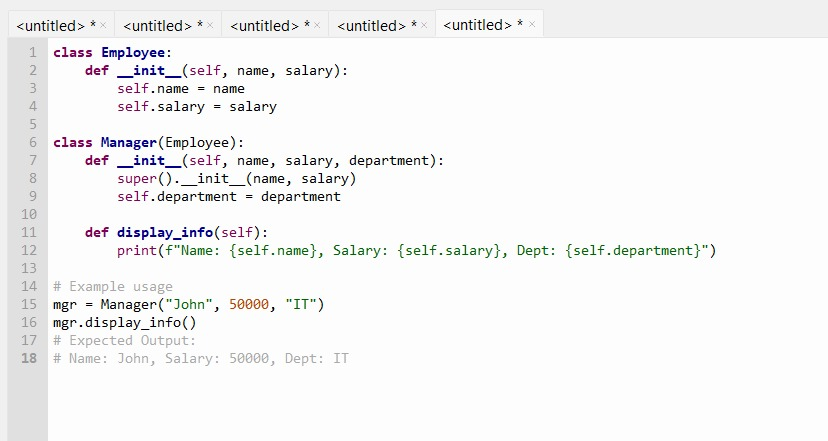 <untitled> * × <untitled> * × <untitled> * × <untitled> * × <untitled> * ×
1 class Employee:
2     def __init__(self, name, salary):
3         self.name = name
4         self.salary = salary
5
6 class Manager(Employee):
7     def __init__(self, name, salary, department):
8         super().__init__(name, salary)
9         self.department = department
10
11     def display_info(self):
12         print(f"Name: {self.name}, Salary: {self.salary}, Dept: {self.department}")
13
14 # Example usage
15 mgr = Manager("John", 50000, "IT")
16 mgr.display_info()
17 # Expected Output:
18 # Name: John, Salary: 50000, Dept: IT